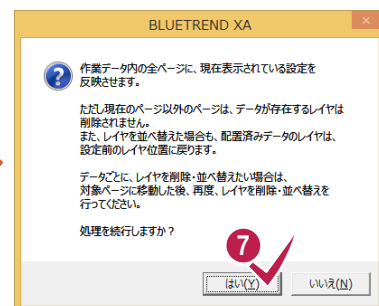 BLUETREND XA
作業データ内の全ページに、現在表示されている設定を
反映させます。
ただし現在のページ以外のページは、データが存在するレイヤは
削除されません。
また、レイヤを並べ替えた場合も、配置済みデータのレイヤは、
設定前のレイヤ位置に戻ります。
データごとに、レイヤを削除・並べ替えたい場合は、
対象ページに移動した後、再度、レイヤを削除・並べ替えを
行ってください。
処理を続行しますか？
7
はい(Y)
いいえ(N)